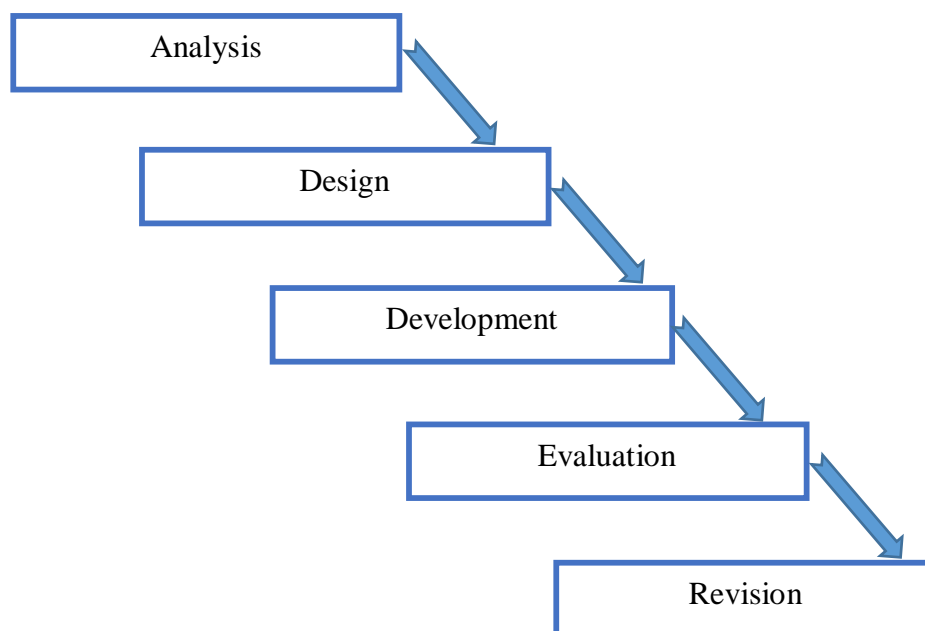 Analysis
Design
Development
Evaluation
Revision